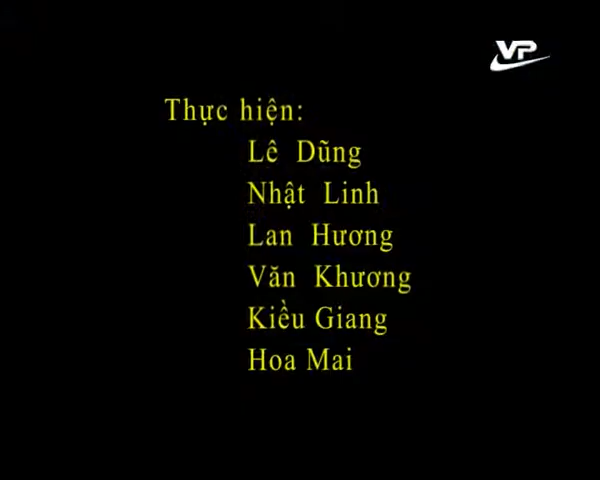 VP
Thực hiện:
Lê Dũng
Nhật Linh
Lan Hương
Văn Khương
Kiều Giang
Hoa Mai